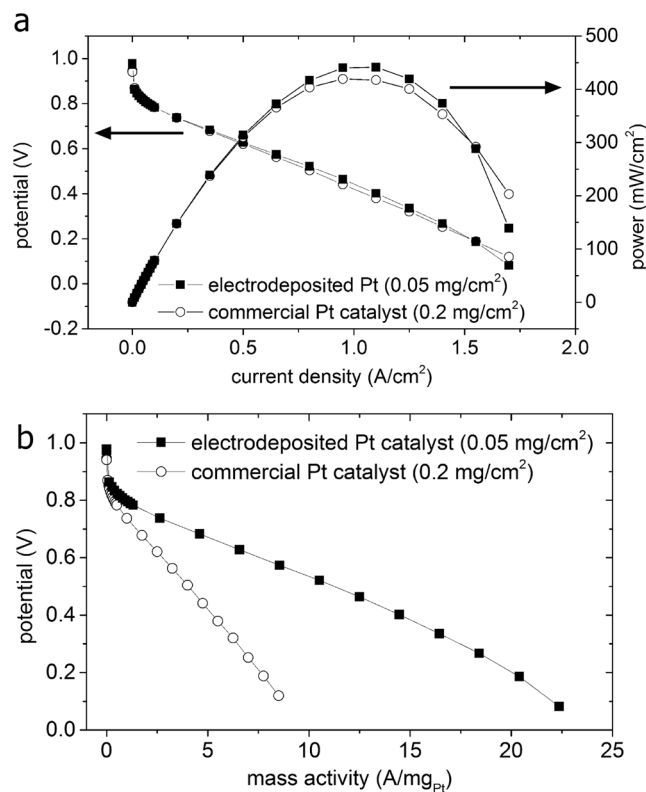 a
1.0
0.8
0.6
0.4
0.2
0.0
-0.2
potential (V)
500
400
300
200
100
0
power (mW/cm²)
electrodeposited Pt (0.05 mg/cm²)
commercial Pt catalyst (0.2 mg/cm²)
0.0 0.5 1.0 1.5 2.0
current density (A/cm²)
b
1.0
0.8
0.6
0.4
0.2
0.0
potential (V)
electrodeposited Pt catalyst (0.05 mg/cm²)
commercial Pt catalyst (0.2 mg/cm²)
0 5 10 15 20 25
mass activity (A/mgPt)